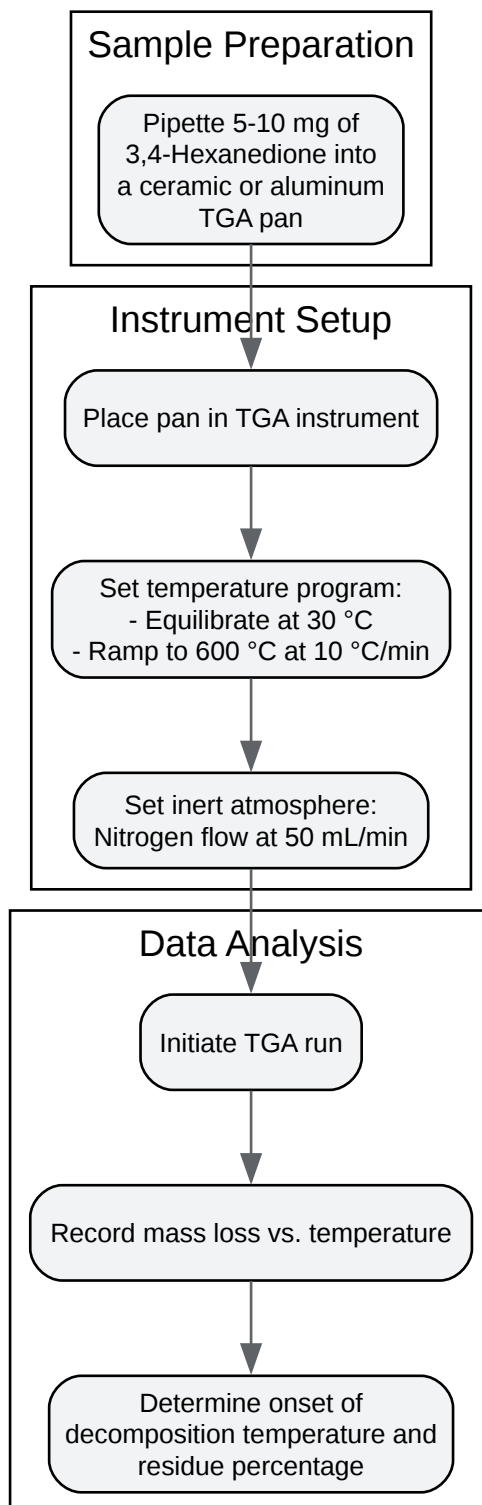 Sample Preparation
Pipette 5-10 mg of
3,4-Hexanedione into
a ceramic or aluminum
TGA pan
Instrument Setup
Place pan in TGA instrument
Set temperature program:
- Equilibrate at 30 °C
- Ramp to 600 °C at 10 °C/min
Set inert atmosphere:
Nitrogen flow at 50 mL/min
Data Analysis
Initiate TGA run
Record mass loss vs. temperature
Determine onset of
decomposition temperature and
residue percentage